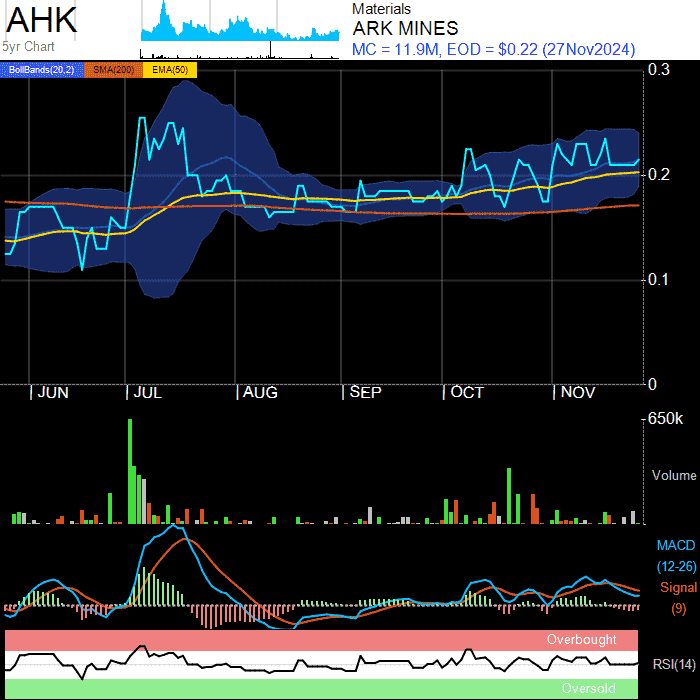 AHK
5yr Chart
Materials
ARK MINES
MC = 11.9M, EOD = $0.22 (27Nov2024)
BollBands(20,2) SMA(200) EMA(50)
0.3
0.2
0.1
0
JUN JUL AUG SEP OCT NOV
650k
Volume
MACD
(12-26)
Signal
(9)
Overbought
RSI(14)
Oversold